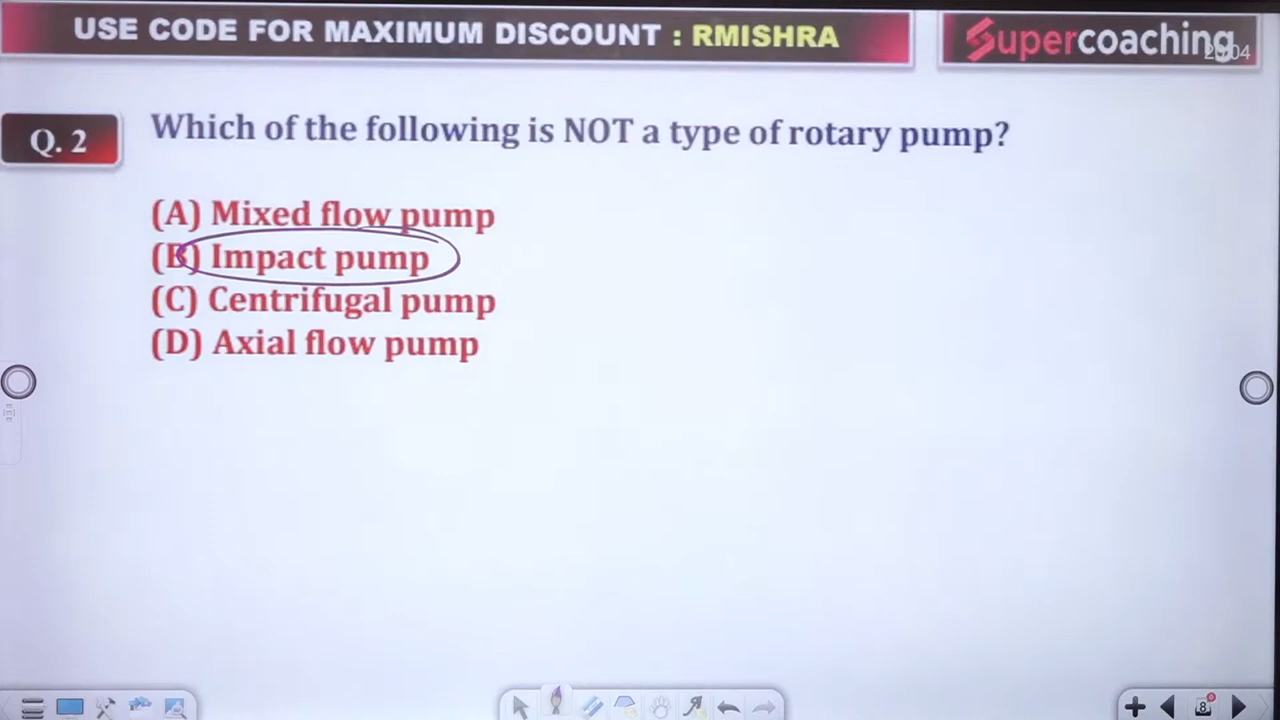 USE CODE FOR MAXIMUM DISCOUNT : RMISHRA
Supercoaching
Q. 2
Which of the following is NOT a type of rotary pump?
(A) Mixed flow pump
(B) Impact pump
(C) Centrifugal pump
(D) Axial flow pump
8